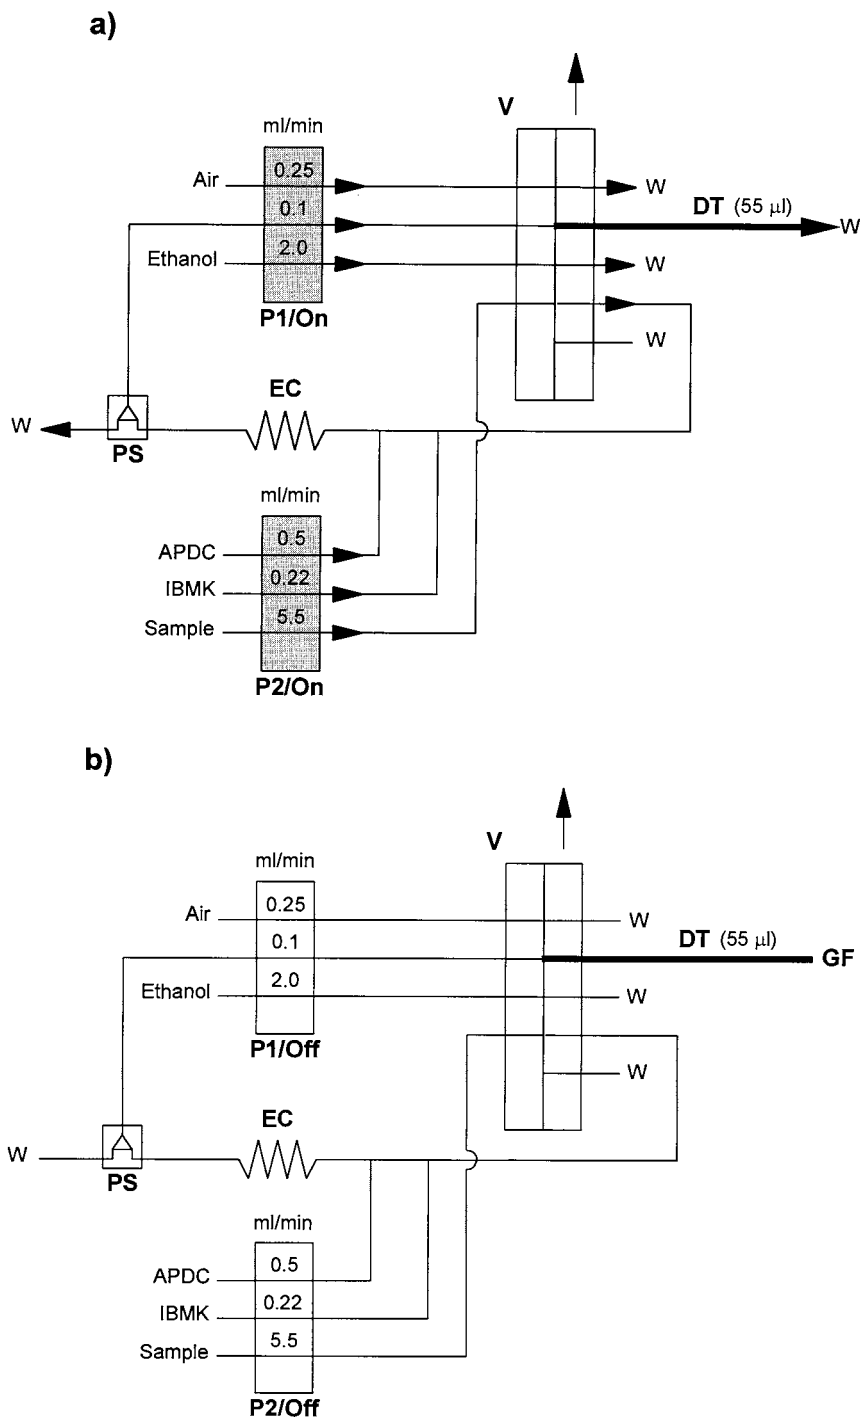 a)
V
ml/min
Air 0.25 W
0.1 DT (55 µl) W
Ethanol 2.0 W
P1/On
W
EC
W
PS
ml/min
APDC 0.5
IBMK 0.22
Sample 5.5
P2/On
b)
V
ml/min
Air 0.25 W
0.1 DT (55 µl) GF
Ethanol 2.0 W
P1/Off
W
EC
W
PS
ml/min
APDC 0.5
IBMK 0.22
Sample 5.5
P2/Off